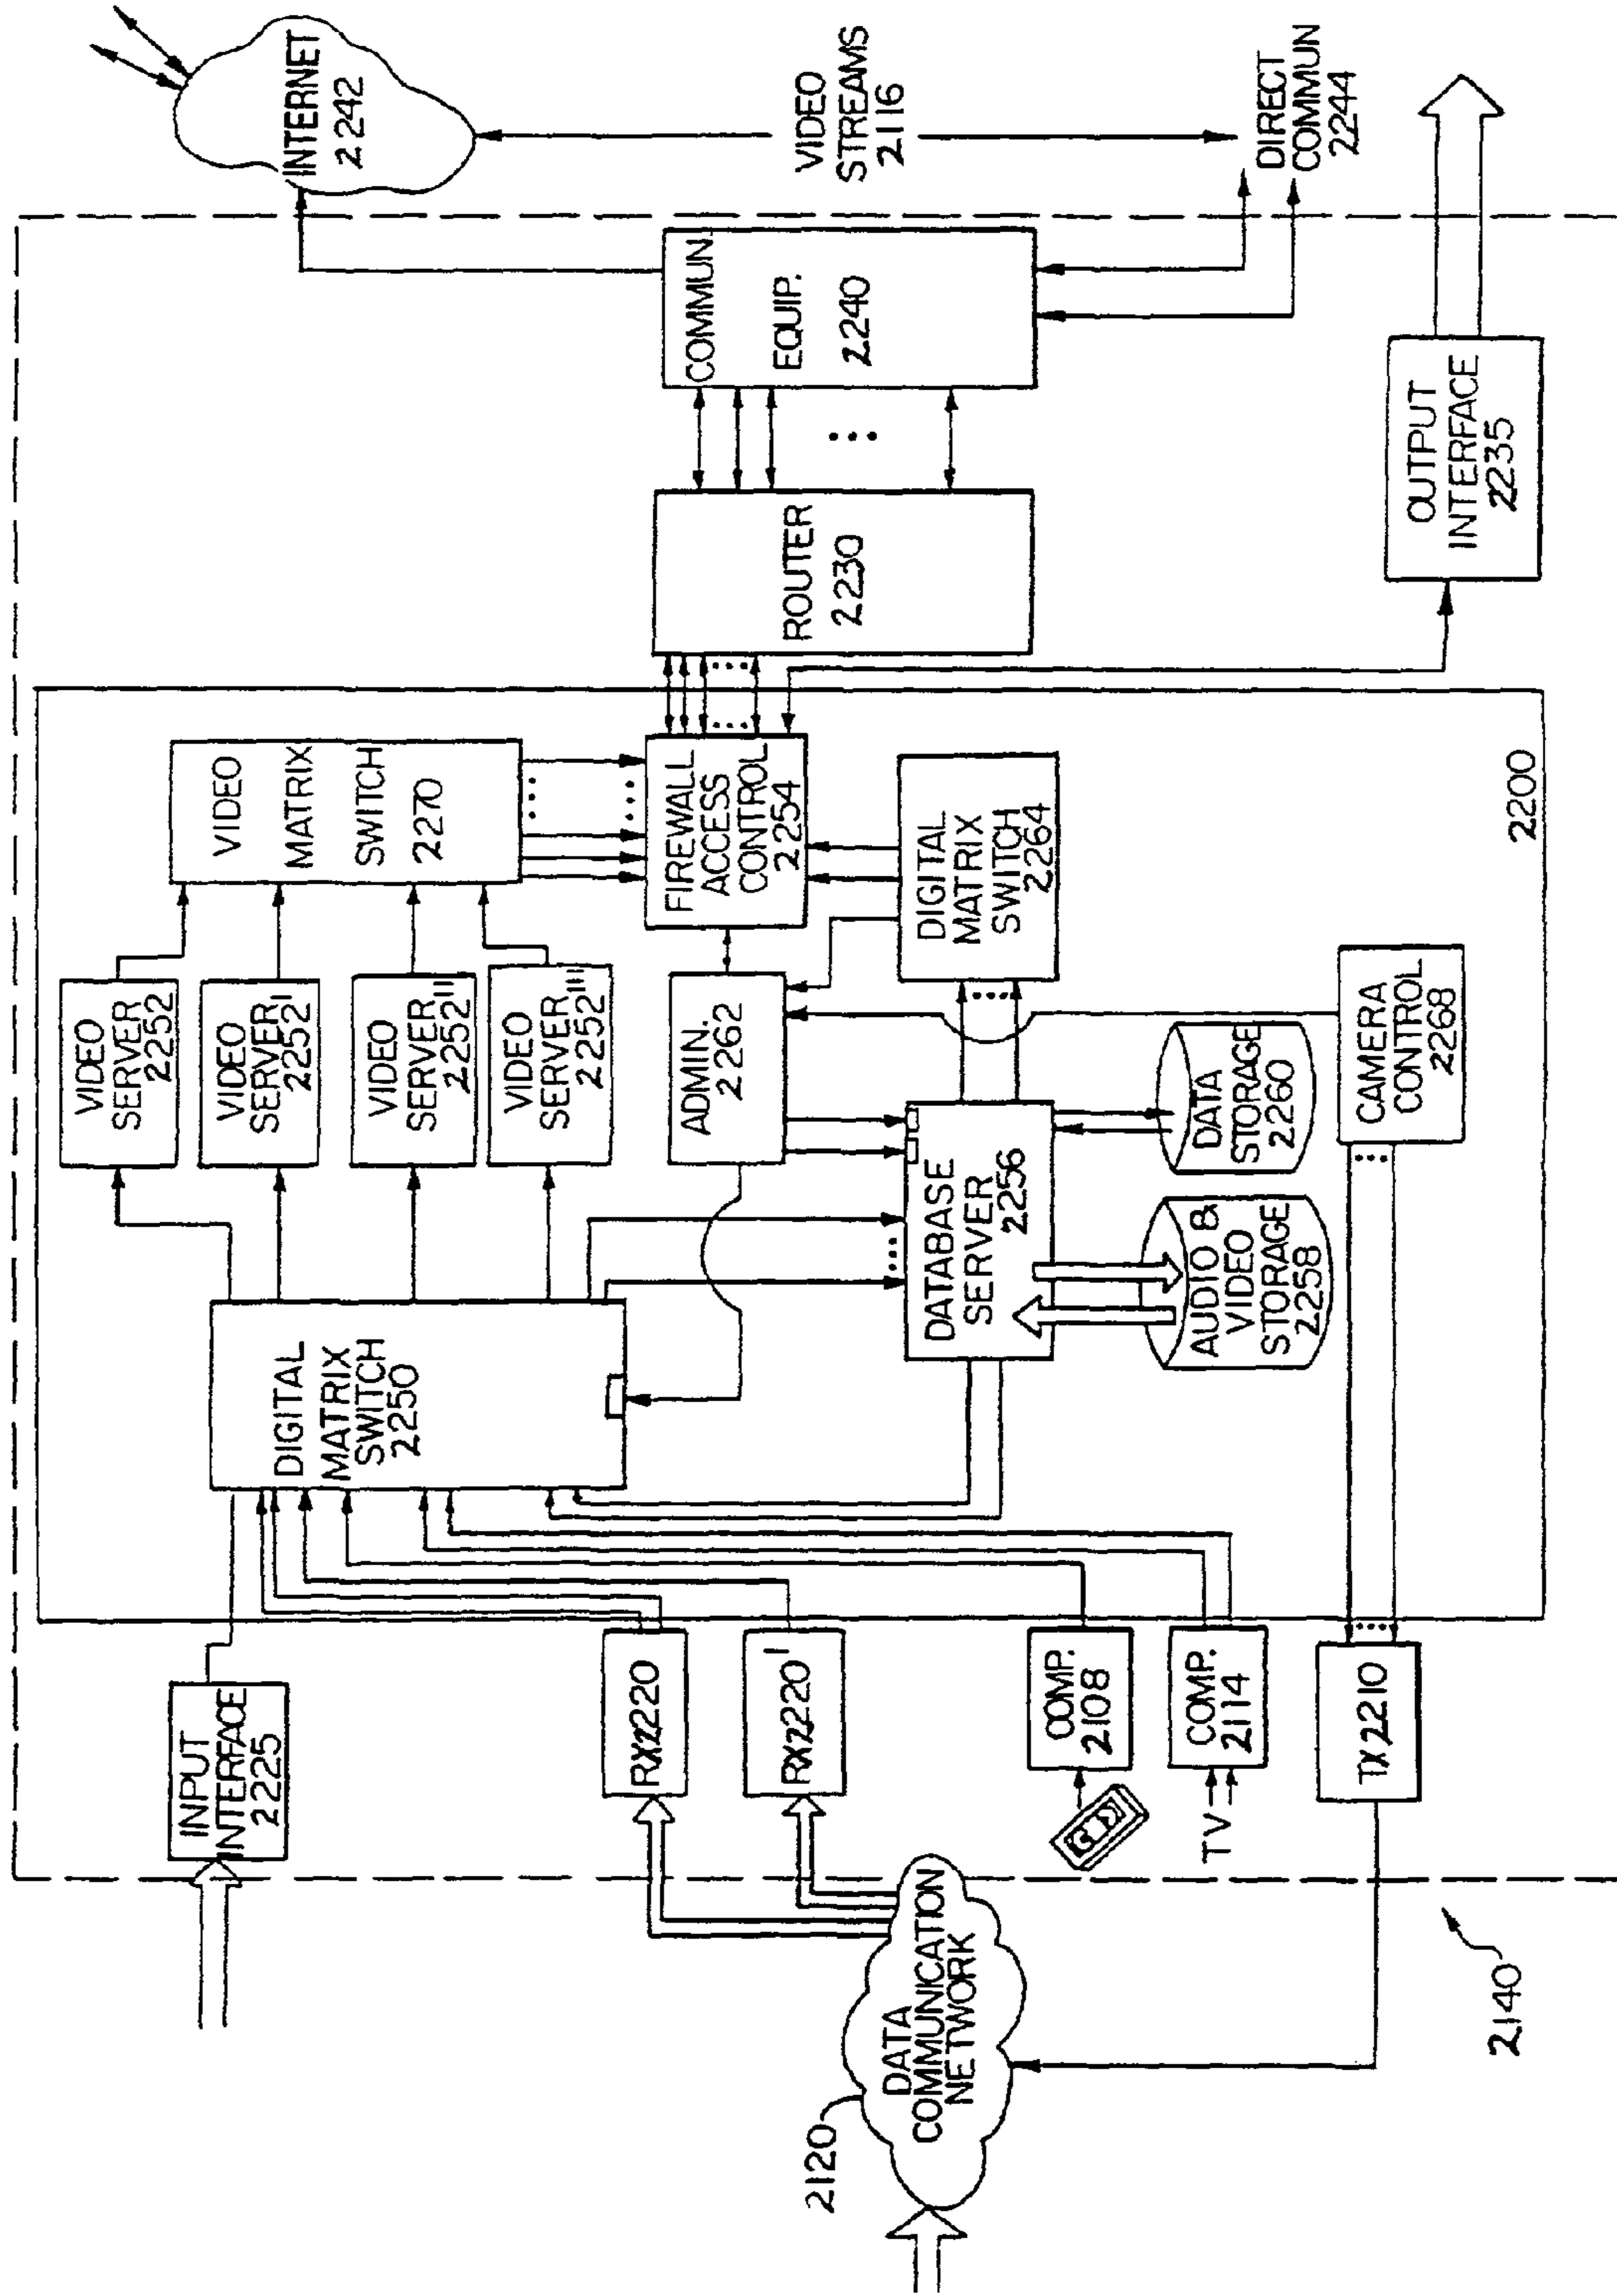 INPUT
INTERFACE
2225
DIGITAL
MATRIX
SWITCH
2250
VIDEO
SERVER
2252
VIDEO
SERVER
2252'
VIDEO
SERVER
2252"
VIDEO
SERVER
2252'''
VIDEO
MATRIX
SWITCH
2270
INTERNET
2242
VIDEO
STREAMS
2116
DIRECT
COMMUN
2244
COMMUN.
EQUIP.
2240
ROUTER
2230
FIREWALL
ACCESS
CONTROL
2254
ADMIN.
2262
DIGITAL
MATRIX
SWITCH
2264
DATABASE
SERVER
2256
DATA
STORAGE
2260
AUDIO &
VIDEO
STORAGE
2258
CAMERA
CONTROL
2268
OUTPUT
INTERFACE
2235
RX2220
RX2220'
COMP.
2108
TV
COMP.
2114
TX2210
2120
DATA
COMMUNICATION
NETWORK
2200
2140